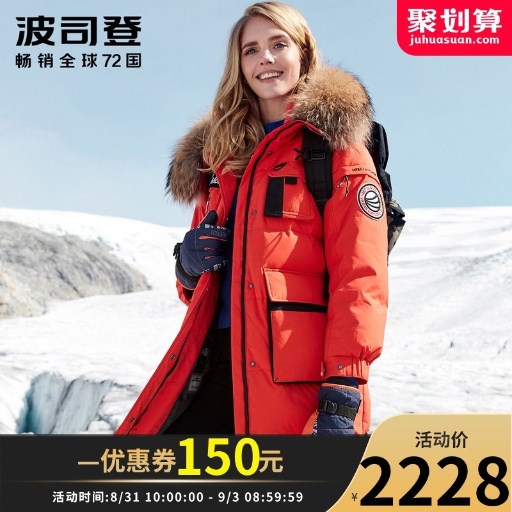 波司登
畅销全球72国
聚划算
juhuasuan.com
—优惠券150元
活动时间:8/31 10:00:00 - 9/3 08:59:59
活动价
¥2228